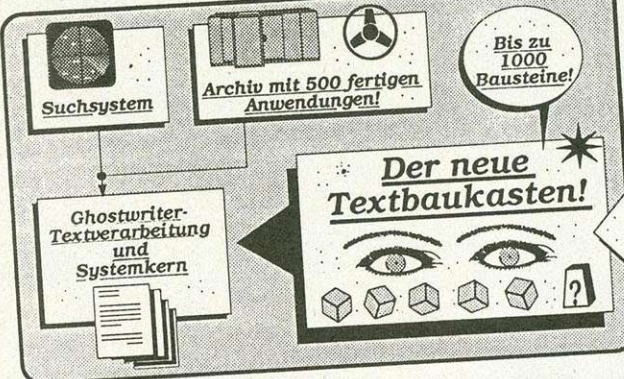 Suchsystem
Archiv mit 500 fertigen
Anwendungen!
Bis zu
1000
Bausteine!
Der neue
Textbaukasten!
Ghostwriter-
Textverarbeitung
und
Systemkern
?